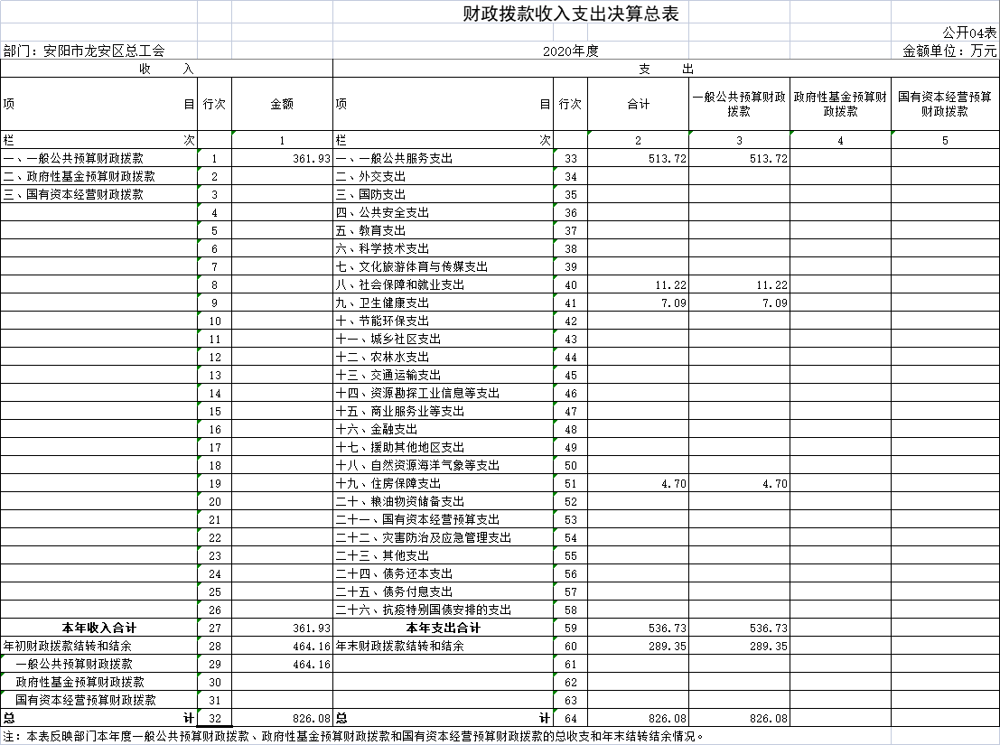 财政拨款收入支出决算总表
公开04表
部门：安阳市龙安区总工会 2020年度 金额单位：万元
收 入 支 出
项 目 行次 金额 项 目 行次 合计 一般公共预算财政拨款 政府性基金预算财政拨款 国有资本经营预算财政拨款
栏 次 1 栏 次 2 3 4 5
一、一般公共预算财政拨款 1 361.93 一、一般公共服务支出 33 513.72 513.72
二、政府性基金预算财政拨款 2 二、外交支出 34
三、国有资本经营财政拨款 3 三、国防支出 35
4 四、公共安全支出 36
5 五、教育支出 37
6 六、科学技术支出 38
7 七、文化旅游体育与传媒支出 39
8 八、社会保障和就业支出 40 11.22 11.22
9 九、卫生健康支出 41 7.09 7.09
10 十、节能环保支出 42
11 十一、城乡社区支出 43
12 十二、农林水支出 44
13 十三、交通运输支出 45
14 十四、资源勘探工业信息等支出 46
15 十五、商业服务业等支出 47
16 十六、金融支出 48
17 十七、援助其他地区支出 49
18 十八、自然资源海洋气象等支出 50
19 十九、住房保障支出 51 4.70 4.70
20 二十、粮油物资储备支出 52
21 二十一、国有资本经营预算支出 53
22 二十二、灾害防治及应急管理支出 54
23 二十三、其他支出 55
24 二十四、债务还本支出 56
25 二十五、债务付息支出 57
26 二十六、抗疫特别国债安排的支出 58
本年收入合计 27 361.93 本年支出合计 59 536.73 536.73
年初财政拨款结转和结余 28 464.16 年末财政拨款结转和结余 60 289.35 289.35
一般公共预算财政拨款 29 464.16 61
政府性基金预算财政拨款 30 62
国有资本经营预算财政拨款 31 63
总 计 32 826.08 总 计 64 826.08 826.08
注：本表反映部门本年度一般公共预算财政拨款、政府性基金预算财政拨款和国有资本经营预算财政拨款的总收支和年末结转结余情况。